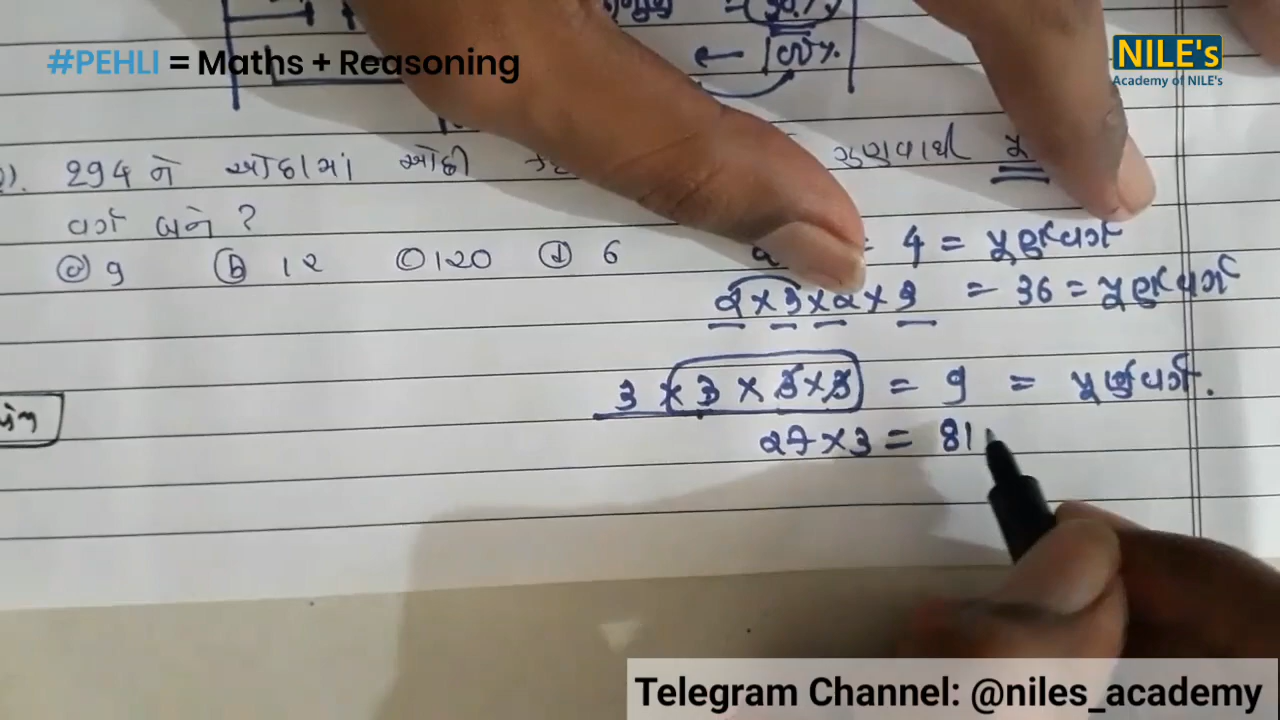 #PEHLI = Maths + Reasoning
NILE's
Academy of NILE's
100%
294 ને ઓછામાં ઓછી ગુણવાથી
વર્ગ બને ?
ⓐ 9 ⓑ 12 ⓒ 120 ⓓ 6
= 4 = પૂર્ણવર્ગ
2 × 3 × 2 × 3 = 36 = પૂર્ણવર્ગ
3 × 3 × 3 × 3 = 9 = પૂર્ણવર્ગ.
27 × 3 = 81
Telegram Channel: @niles_academy